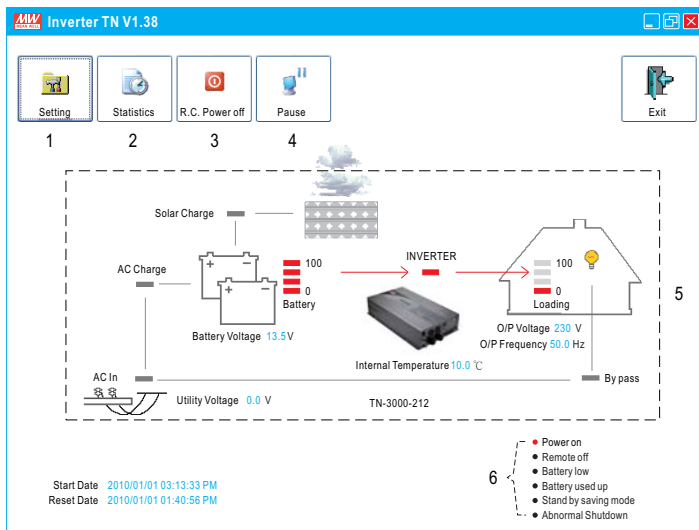 MW
MEAN WELL
Inverter TN V1.38
Setting
Statistics
R.C. Power off
Pause
Exit
1
2
3
4
Solar Charge
AC Charge
100
0
Battery
INVERTER
100
0
Loading
5
Battery Voltage 13.5V
O/P Voltage 230 V
O/P Frequency 50.0 Hz
Internal Temperature 10.0 ℃
AC In
By pass
Utility Voltage 0.0 V
TN-3000-212
6
Power on
Remote off
Battery low
Battery used up
Stand by saving mode
Abnormal Shutdown
Start Date 2010/01/01 03:13:33 PM
Reset Date 2010/01/01 01:40:56 PM